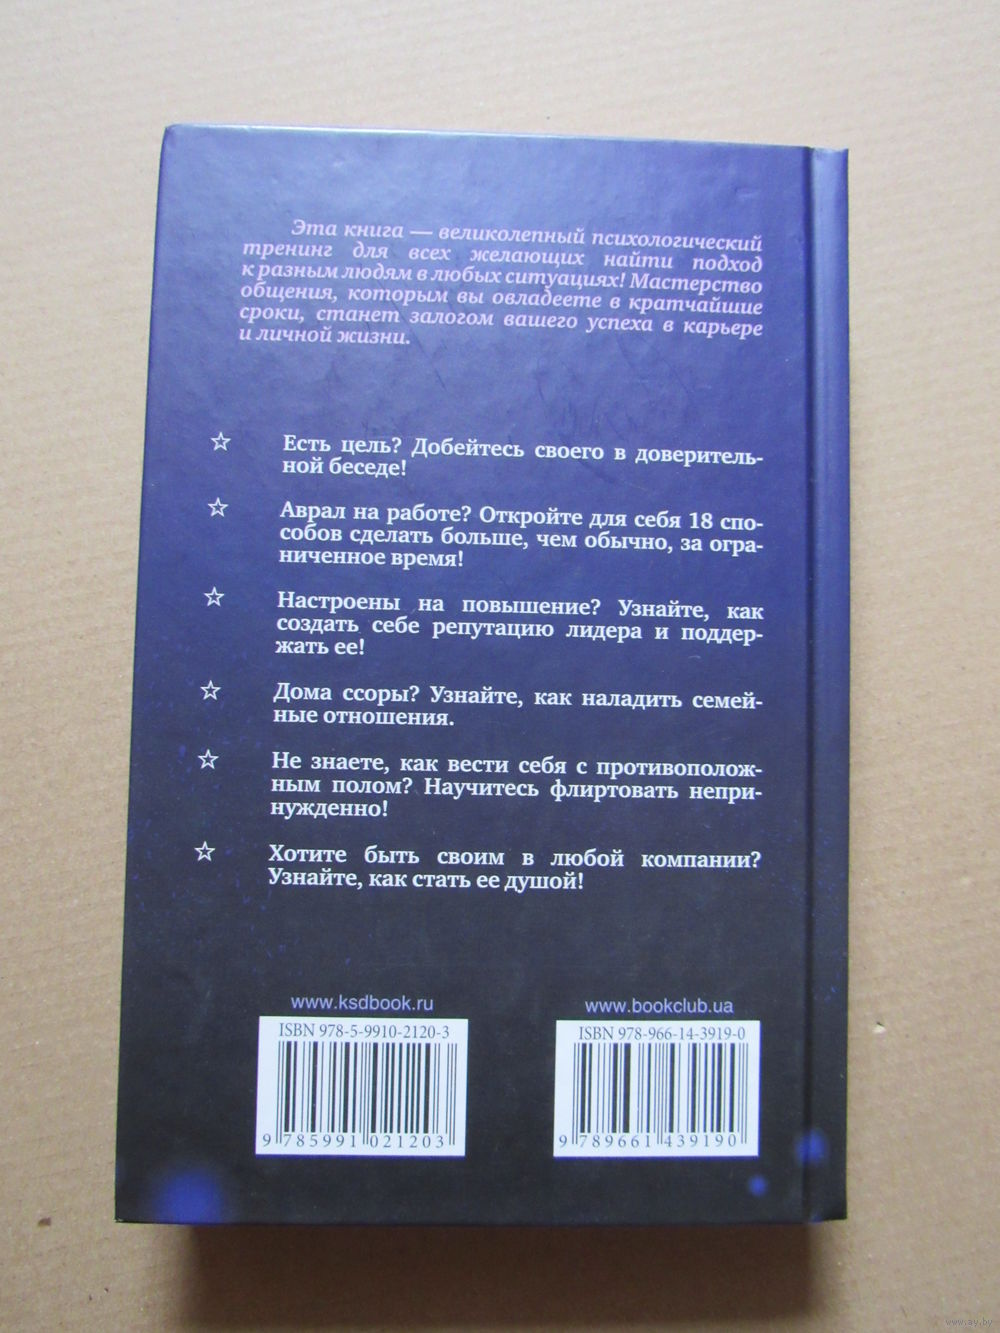 Эта книга — великолепный психологический
тренинг для всех желающих найти подход
к разным людям в любых ситуациях! Мастерство
общения, которым вы овладеете в кратчайшие
сроки, станет залогом вашего успеха в карьере
и личной жизни.
Есть цель? Добейтесь своего в доверитель-
ной беседе!
Аврал на работе? Откройте для себя 18 спо-
собов сделать больше, чем обычно, за огра-
ниченное время!
Настроены на повышение? Узнайте, как
создать себе репутацию лидера и поддер-
жать ее!
Дома ссоры? Узнайте, как наладить семей-
ные отношения.
Не знаете, как вести себя с противополож-
ным полом? Научитесь флиртовать непри-
нужденно!
Хотите быть своим в любой компании?
Узнайте, как стать ее душой!
www.ksdbook.ru
ISBN 978-5-9910-2120-3
9 785991 021203
www.bookclub.ua
ISBN 978-966-14-3919-0
9 789661 439190
www.ay.by